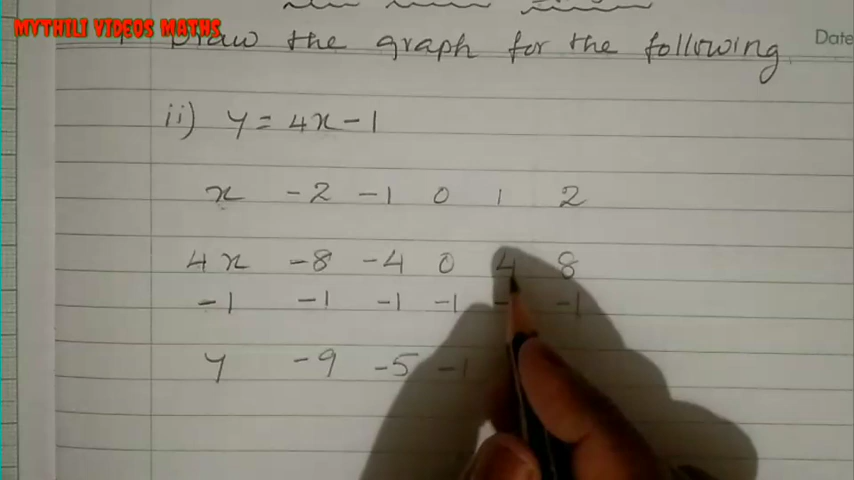 MYTHILI VIDEOS MATHS
Draw the graph for the following
Date
ii) y = 4x - 1
x -2 -1 0 1 2
4x -8 -4 0 4 8
-1 -1 -1 -1 - -1
y -9 -5 -1